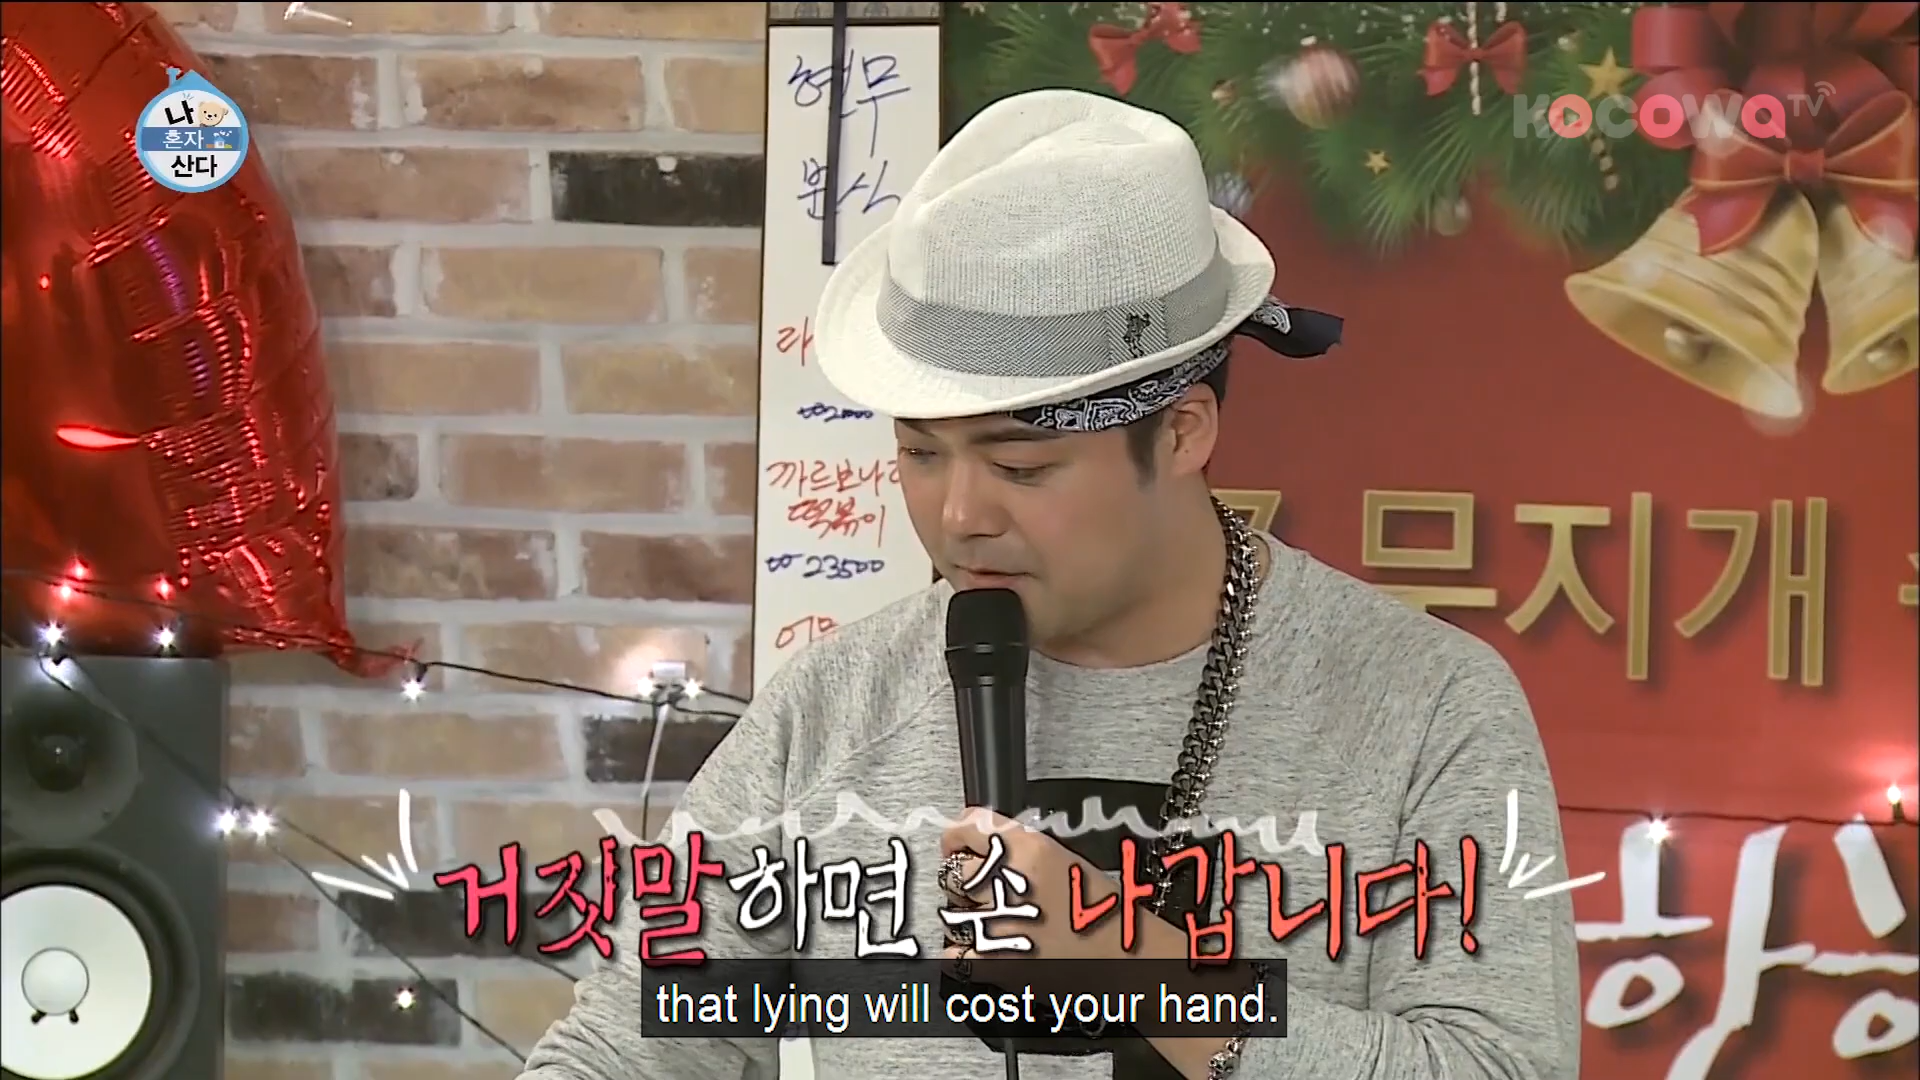 나
혼자
산다
KOCOWA TV
현무
분식
라
2000
까르보나라
떡볶이
23500
어묵
무지개
거짓말하면 손 나갑니다!
that lying will cost your hand.